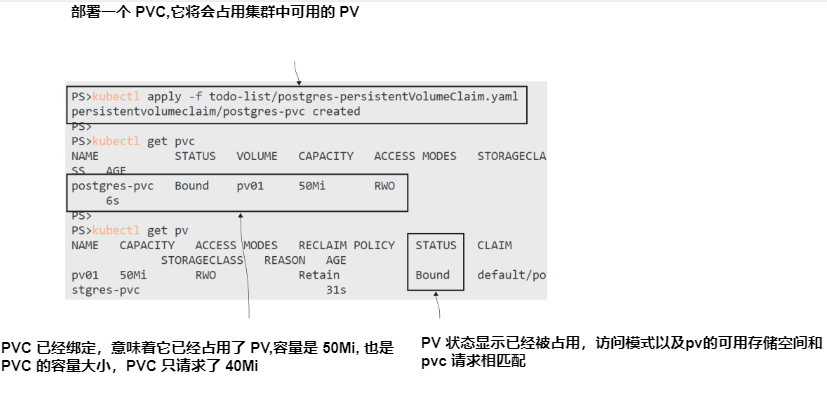 部署一个 PVC,它将会占用集群中可用的 PV
PS>kubectl apply -f todo-list/postgres-persistentVolumeClaim.yaml
persistentvolumeclaim/postgres-pvc created
PS>
PS>kubectl get pvc
NAME STATUS VOLUME CAPACITY ACCESS MODES STORAGECLA
SS AGE
postgres-pvc Bound pv01 50Mi RWO
6s
PS>
PS>kubectl get pv
NAME CAPACITY ACCESS MODES RECLAIM POLICY STATUS CLAIM
STORAGECLASS REASON AGE
pv01 50Mi RWO Retain Bound default/po
stgres-pvc 31s
PVC 已经绑定，意味着它已经占用了 PV,容量是 50Mi, 也是
PVC 的容量大小，PVC 只请求了 40Mi
PV 状态显示已经被占用，访问模式以及pv的可用存储空间和
pvc 请求相匹配